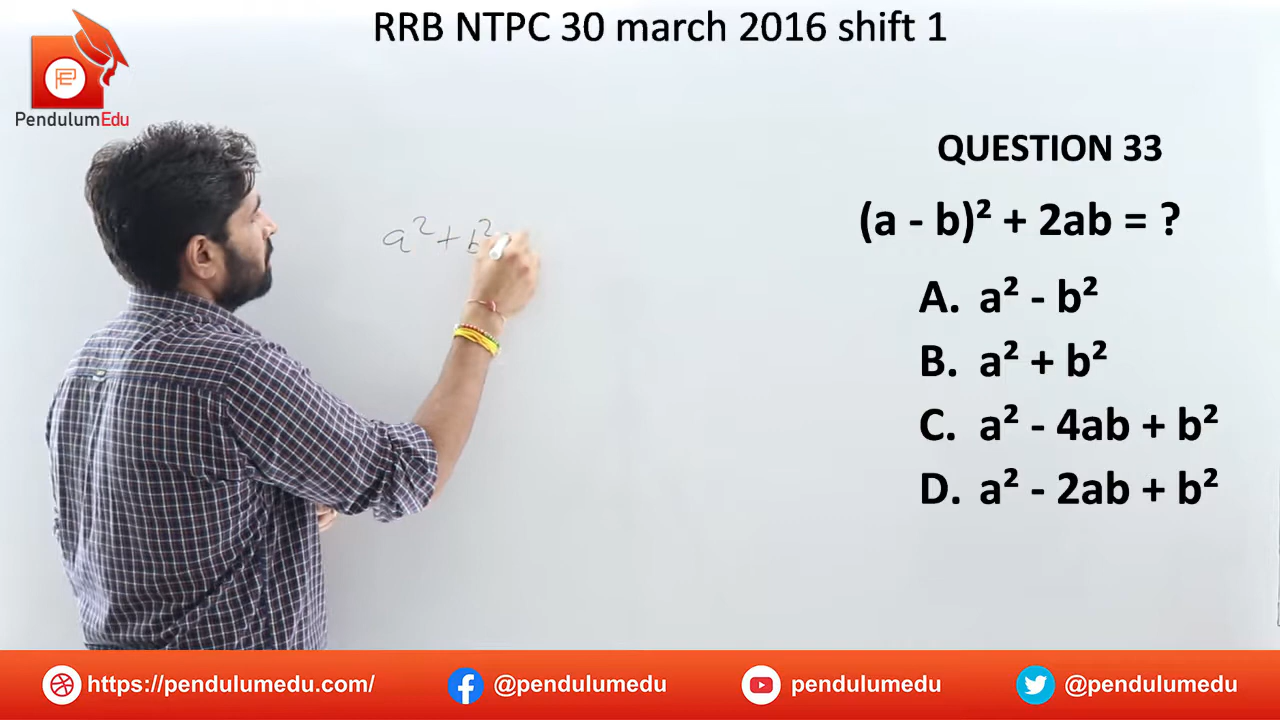 RRB NTPC 30 march 2016 shift 1
PendulumEdu
QUESTION 33
(a - b)² + 2ab = ?
A. a² - b²
B. a² + b²
C. a² - 4ab + b²
D. a² - 2ab + b²
a² + b²
https://pendulumedu.com/
@pendulumedu
pendulumedu
@pendulumedu